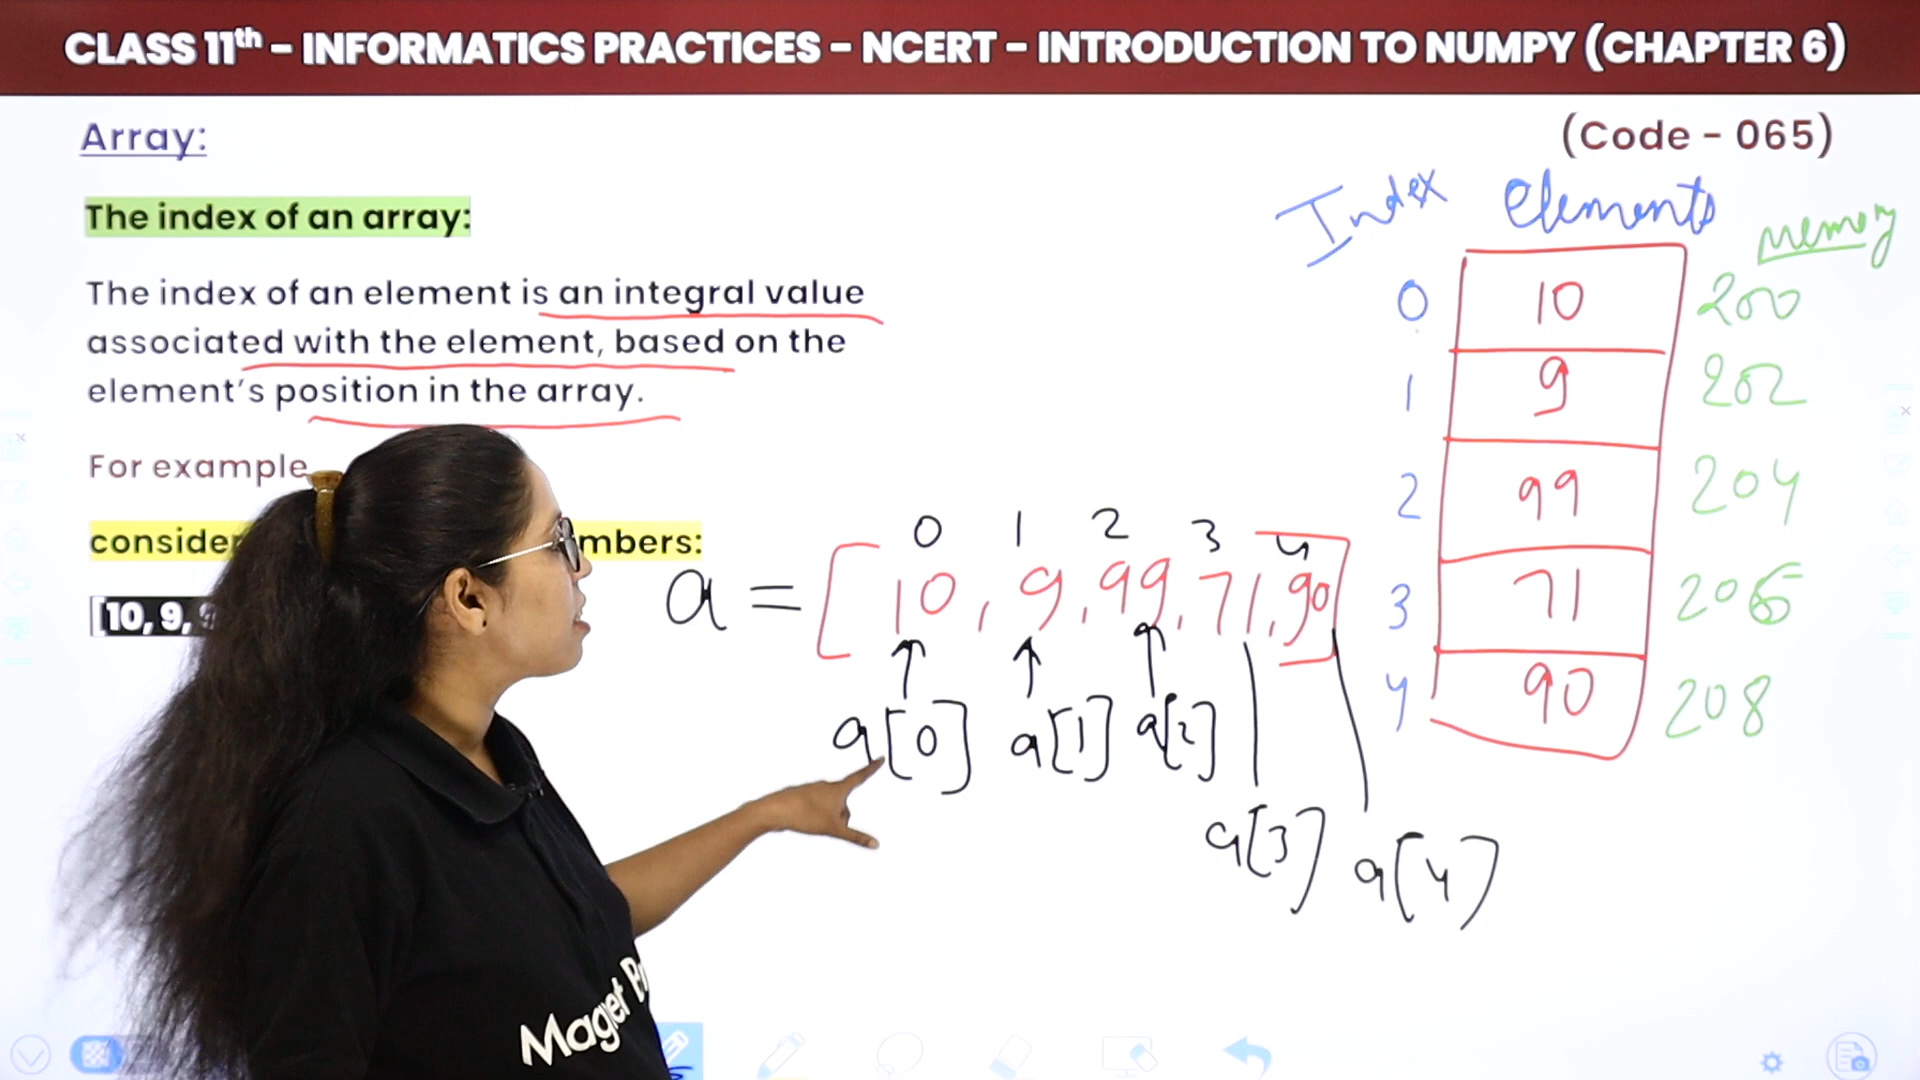 CLASS 11th - INFORMATICS PRACTICES - NCERT - INTRODUCTION TO NUMPY (CHAPTER 6)
Array:
(Code - 065)
The index of an array:
The index of an element is an integral value
associated with the element, based on the
element's position in the array.
For example
mbers:
[10, 9,
0 1 2 3 4
a = [10, 9, 99, 71, 90]
a[0] a[1] a[2]
a[3] a[4]
Index Elements Memory
0 10 200
1 9 202
2 99 204
3 71 206
4 90 208